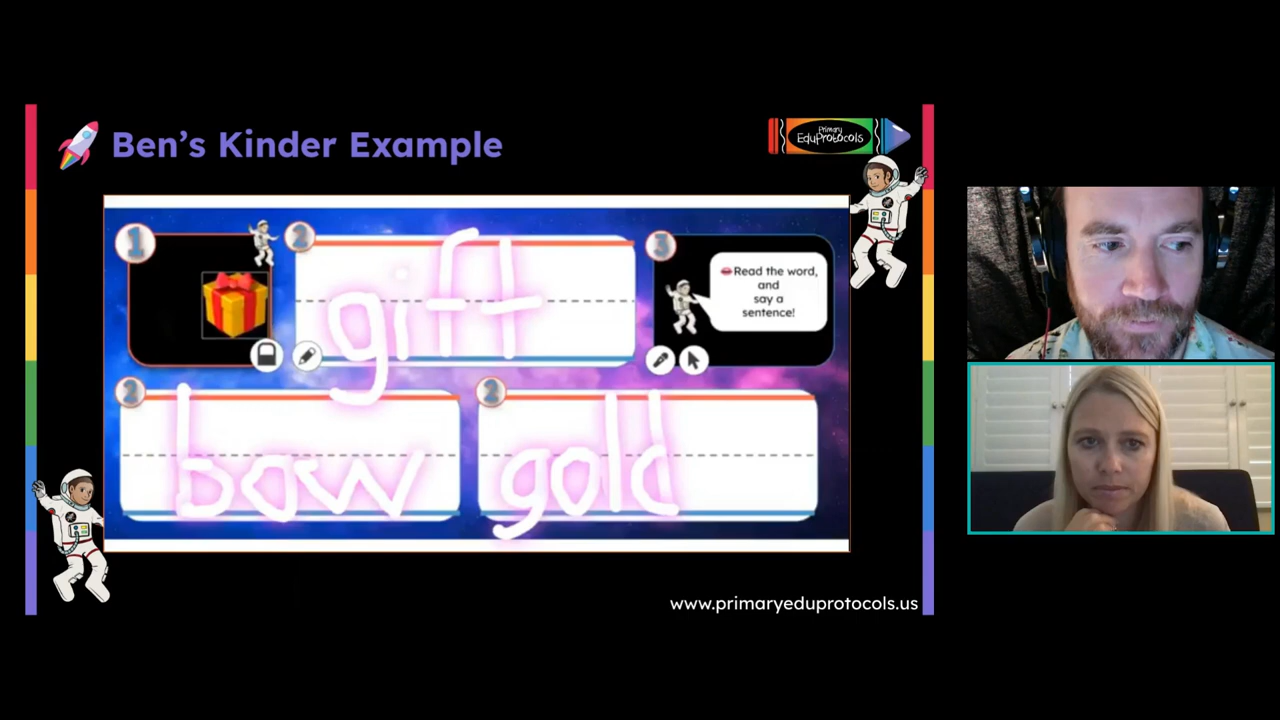 Ben's Kinder Example
Primary
EduProtocols
1
2
gift
3
Read the word,
and
say a
sentence!
2
bow
2
gold
www.primaryeduprotocols.us